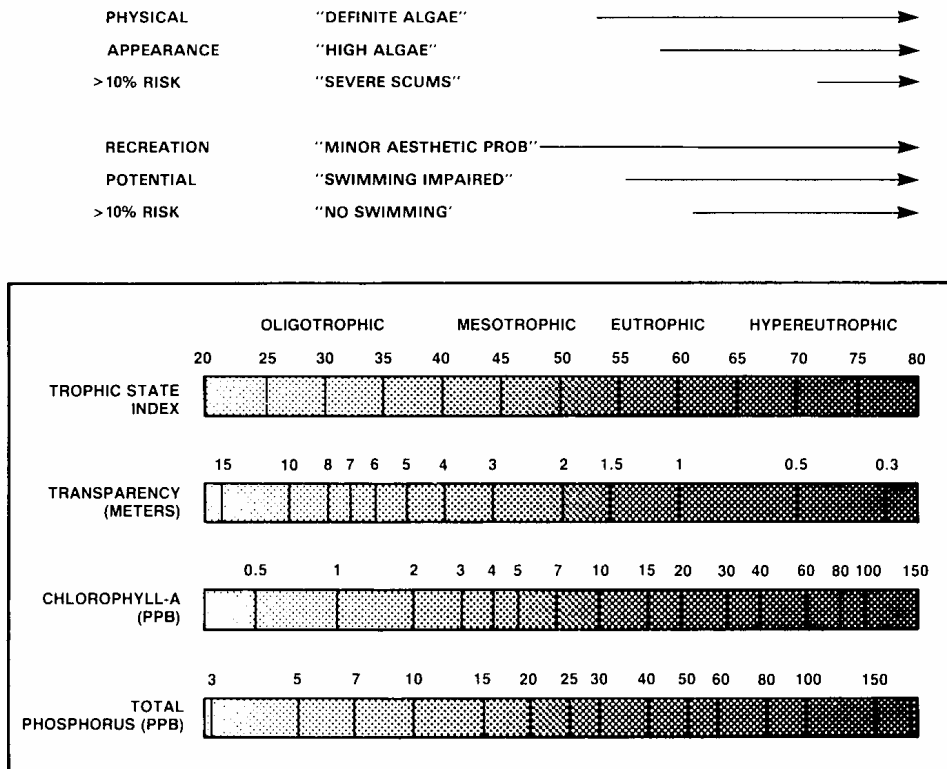 PHYSICAL "DEFINITE ALGAE"
APPEARANCE "HIGH ALGAE"
>10% RISK "SEVERE SCUMS"
RECREATION "MINOR AESTHETIC PROB"
POTENTIAL "SWIMMING IMPAIRED"
>10% RISK "NO SWIMMING'
OLIGOTROPHIC MESOTROPHIC EUTROPHIC HYPEREUTROPHIC
20 25 30 35 40 45 50 55 60 65 70 75 80
TROPHIC STATE
INDEX
15 10 8 7 6 5 4 3 2 1.5 1 0.5 0.3
TRANSPARENCY
(METERS)
0.5 1 2 3 4 5 7 10 15 20 30 40 60 80 100 150
CHLOROPHYLL-A
(PPB)
3 5 7 10 15 20 25 30 40 50 60 80 100 150
TOTAL
PHOSPHORUS (PPB)